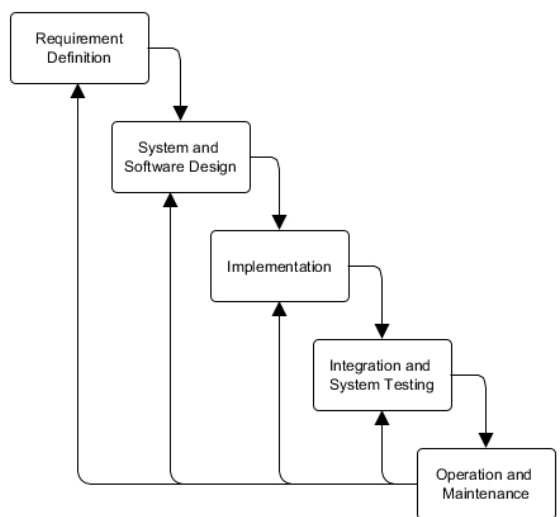 Requirement
Definition
System and
Software Design
Implementation
Integration and
System Testing
Operation and
Maintenance